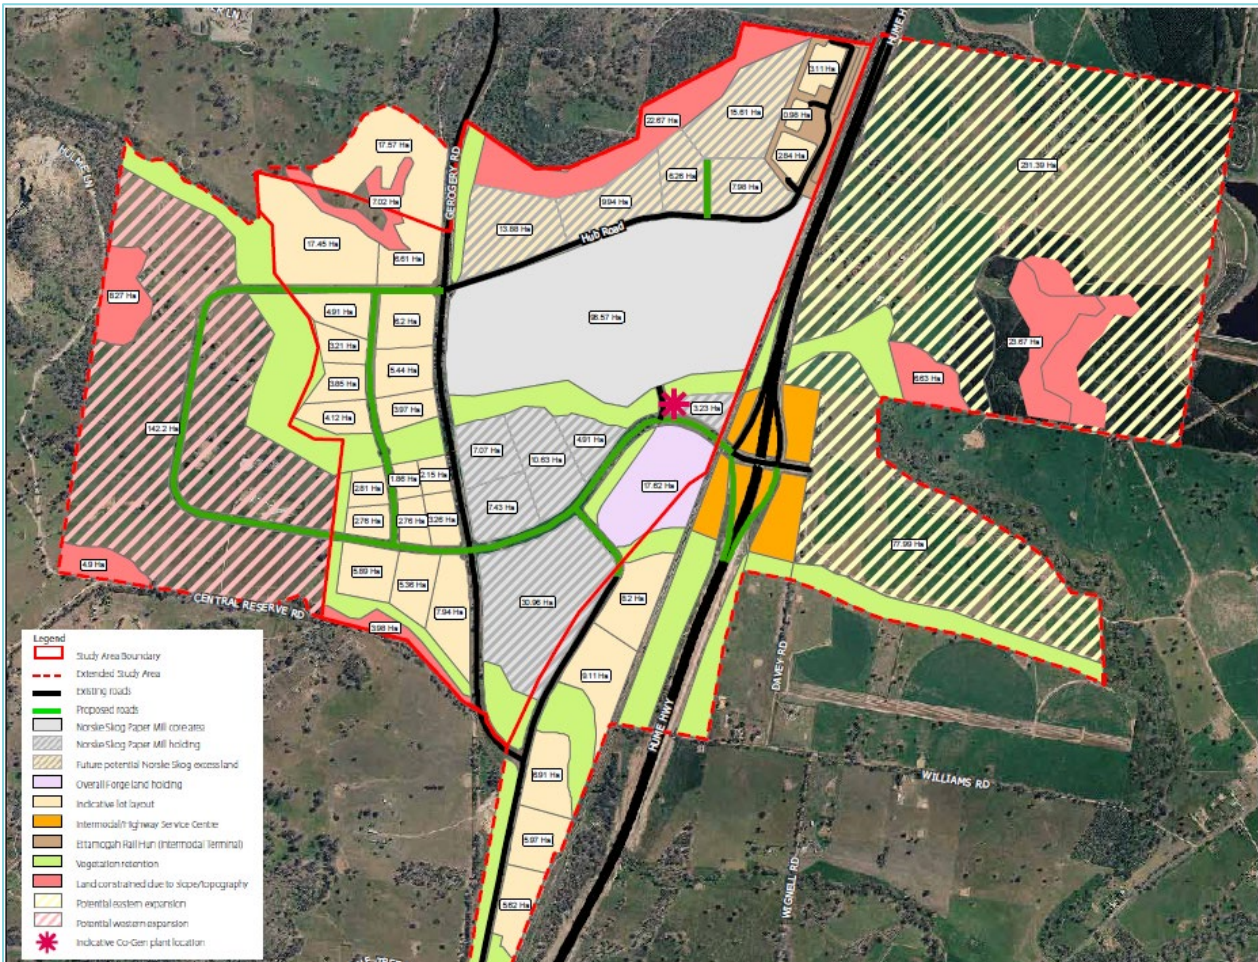 HUME H
3.11 Ha
17.57 Ha
22.67 Ha
15.61 Ha
0.98 Ha
HULME LN
GEROGERY RD
2.84 Ha
231.39 Ha
7.02 Ha
6.26 Ha
7.98 Ha
9.94 Ha
13.88 Ha
Hub Road
17.45 Ha
6.61 Ha
8.27 Ha
4.91 Ha
6.2 Ha
98.57 Ha
3.21 Ha
23.67 Ha
5.44 Ha
6.63 Ha
3.85 Ha
3.97 Ha
3.23 Ha
4.12 Ha
142.2 Ha
4.91 Ha
7.07 Ha
10.63 Ha
1.86 Ha
2.15 Ha
2.81 Ha
17.62 Ha
7.43 Ha
2.76 Ha
2.76 Ha
3.26 Ha
77.99 Ha
4.9 Ha
5.89 Ha
5.36 Ha
CENTRAL RESERVE RD
30.96 Ha
8.2 Ha
7.94 Ha
3.98 Ha
DAVEY RD
9.11 Ha
HUME HWY
6.91 Ha
WILLIAMS RD
5.97 Ha
WIGNELL RD
5.62 Ha
Legend
Study Area Boundary
Extended Study Area
Existing roads
Proposed roads
Norske Skog Paper Mill core area
Norske Skog Paper Mill holding
Future potential Norske Skog excess land
Overall Forge land holding
Indicative lot layout
Intermodal/Highway Service Centre
Ettamogah Rail Hun (Intermodal Terminal)
Vegetation retention
Land constrained due to slope/topography
Potential eastern expansion
Potential western expansion
Indicative Co-Gen plant location